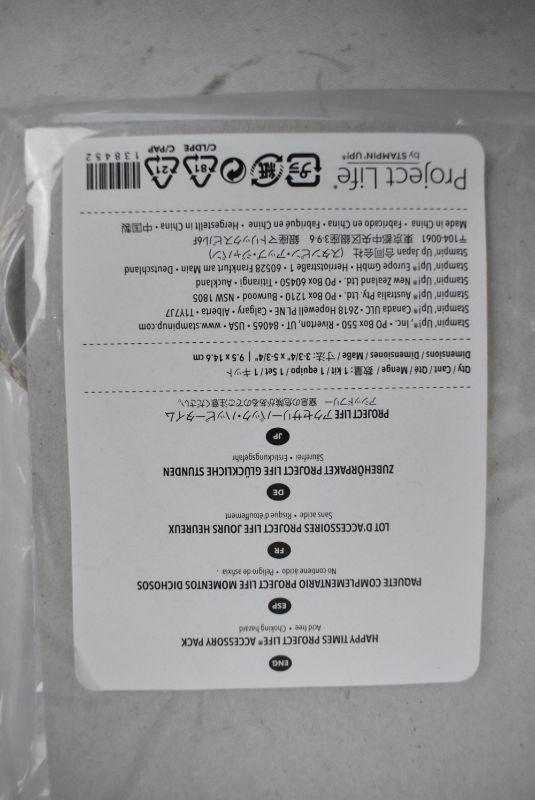 ENG
HAPPY TIMES PROJECT LIFE® ACCESSORY PACK
Acid free • Choking hazard
ESP
PAQUETE COMPLEMENTARIO PROJECT LIFE MOMENTOS DICHOSOS
No contiene ácido • Peligro de asfixia .
FR
LOT D'ACCESSOIRES PROJECT LIFE JOURS HEUREUX
Sans acide • Risque d'étouffement
DE
ZUBEHÖRPAKET PROJECT LIFE GLÜCKLICHE STUNDEN
Säurefrei • Erstickungsgefahr
JP
PROJECT LIFE アクセサリーパック・ハッピータイム
アシッドフリー 窒息の危険があるのでご注意ください。
Qty / Cant / Qté / Menge / 数量: 1 kit / 1 equipo / 1 Set / 1 キット
Dimensions / Dimensiones / Maße / 寸法: 3-3/4" x 5-3/4" | 9.5 x 14.6 cm
Stampin' Up!®, Inc. • PO Box 550 • Riverton, UT, 84065 • USA • www.stampinup.com
Stampin' Up!® Canada ULC • 2618 Hopewell PL NE • Calgary • Alberta • T1Y7J7
Stampin' Up!® Australia Pty. Ltd. • PO Box 1210 • Burwood • NSW 1805
Stampin' Up!® New Zealand Ltd. • PO Box 60450 • Titirangi • Auckland
Stampin' Up!® Europe GmbH • Herriotstraße 1 • 60528 Frankfurt am Main • Deutschland
Stampin' Up Japan 合同会社 (スタンピン・アップ・ジャパン)
〒104-0061 東京都中央区銀座3-9-6 銀座マトリックスビル6F
Made in China • Fabricado en China • Fabriqué en Chine • Hergestellt in China • 中国製
Project Life®
by STAMPIN' UP!®
プラ
紙
81
C/LDPE
21
C/PAP
138452